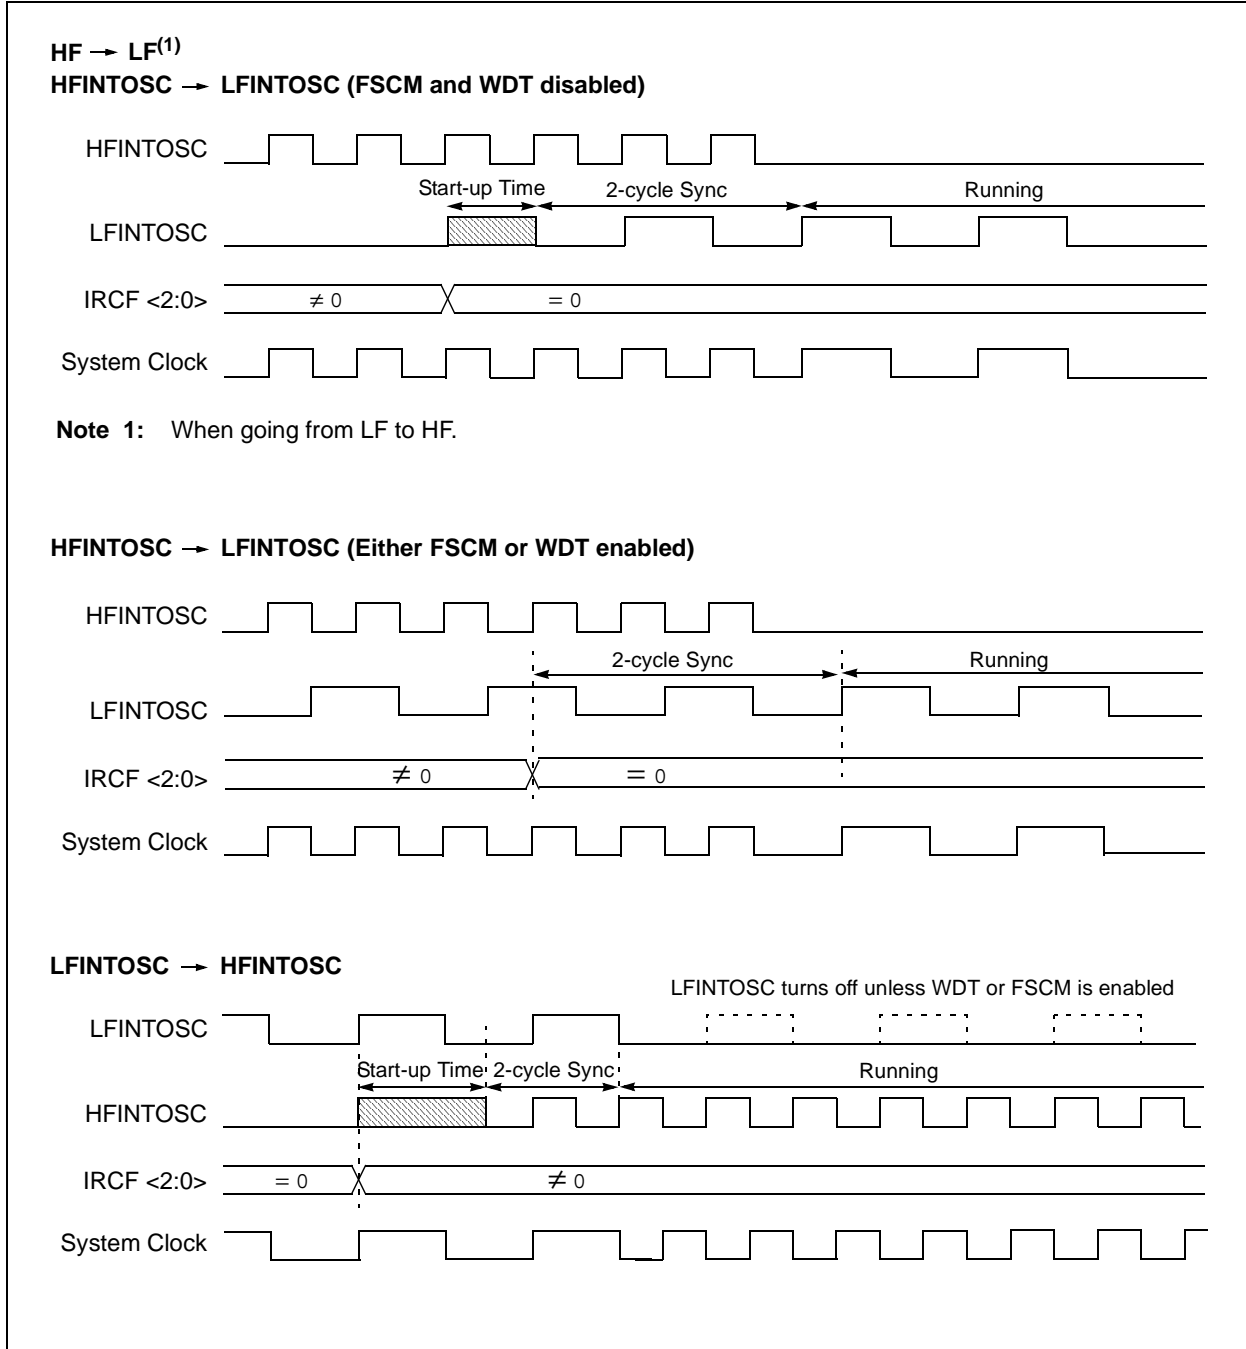 HF → LF(1)
HFINTOSC → LFINTOSC (FSCM and WDT disabled)
HFINTOSC
Start-up Time 2-cycle Sync Running
LFINTOSC
IRCF <2:0> ≠ 0 = 0
System Clock
Note 1: When going from LF to HF.
HFINTOSC → LFINTOSC (Either FSCM or WDT enabled)
HFINTOSC
2-cycle Sync Running
LFINTOSC
IRCF <2:0> ≠ 0 = 0
System Clock
LFINTOSC → HFINTOSC
LFINTOSC turns off unless WDT or FSCM is enabled
LFINTOSC
Start-up Time 2-cycle Sync Running
HFINTOSC
IRCF <2:0> = 0 ≠ 0
System Clock